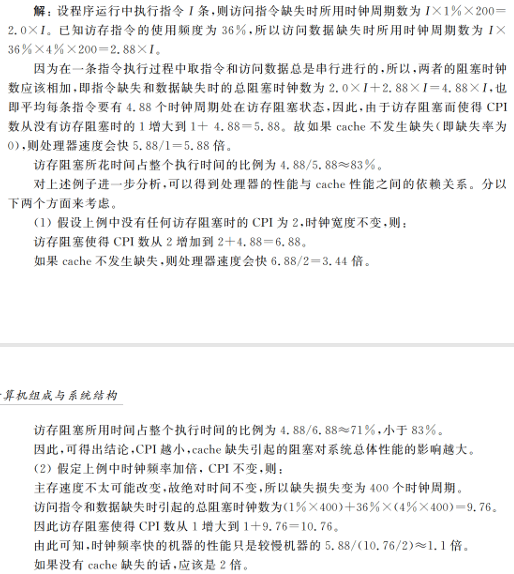 解：设程序运行中执行指令 I 条，则访问指令缺失时所用时钟周期数为 I×1%×200=
2.0×I。已知访存指令的使用频度为 36%，所以访问数据缺失时所用时钟周期数为 I×
36%×4%×200=2.88×I。
因为在一条指令执行过程中取指令和访问数据总是串行进行的，所以，两者的阻塞时钟
数应该相加，即指令缺失和数据缺失时的总阻塞时钟数为 2.0×I+2.88×I=4.88×I，也
即平均每条指令要有 4.88 个时钟周期处在访存阻塞状态，因此，由于访存阻塞而使得 CPI
数从没有访存阻塞时的 1 增大到 1+ 4.88=5.88。故如果 cache 不发生缺失(即缺失率为
0)，则处理器速度会快 5.88/1=5.88 倍。
访存阻塞所花时间占整个执行时间的比例为 4.88/5.88≈83%。
对上述例子进一步分析，可以得到处理器的性能与 cache 性能之间的依赖关系。分以
下两个方面来考虑。
(1) 假设上例中没有任何访存阻塞时的 CPI 为 2，时钟宽度不变，则：
访存阻塞使得 CPI 数从 2 增加到 2+4.88=6.88。
如果 cache 不发生缺失，则处理器速度会快 6.88/2=3.44 倍。
算机组成与系统结构
访存阻塞所用时间占整个执行时间的比例为 4.88/6.88≈71%，小于 83%。
因此，可得出结论，CPI 越小，cache 缺失引起的阻塞对系统总体性能的影响越大。
(2) 假定上例中时钟频率加倍，CPI 不变，则：
主存速度不太可能改变，故绝对时间不变，所以缺失损失变为 400 个时钟周期。
访问指令和数据缺失时引起的总阻塞时钟数为(1%×400)+36%×(4%×400)=9.76。
因此访存阻塞使得 CPI 数从 1 增大到 1+9.76=10.76。
由此可知，时钟频率快的机器的性能只是较慢机器的 5.88/(10.76/2)≈1.1 倍。
如果没有 cache 缺失的话，应该是 2 倍。